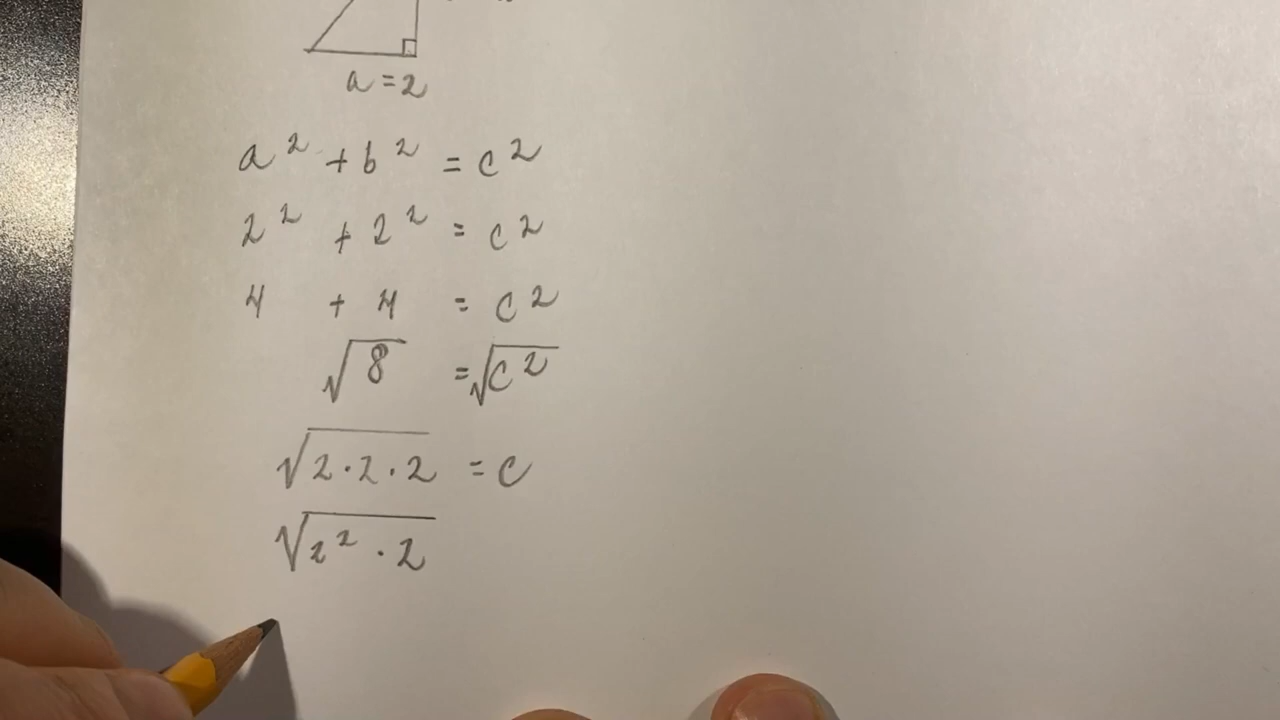 a = 2
a² + b² = c²
2² + 2² = c²
4 + 4 = c²
√8 = √c²
√2·2·2 = c
√2²·2